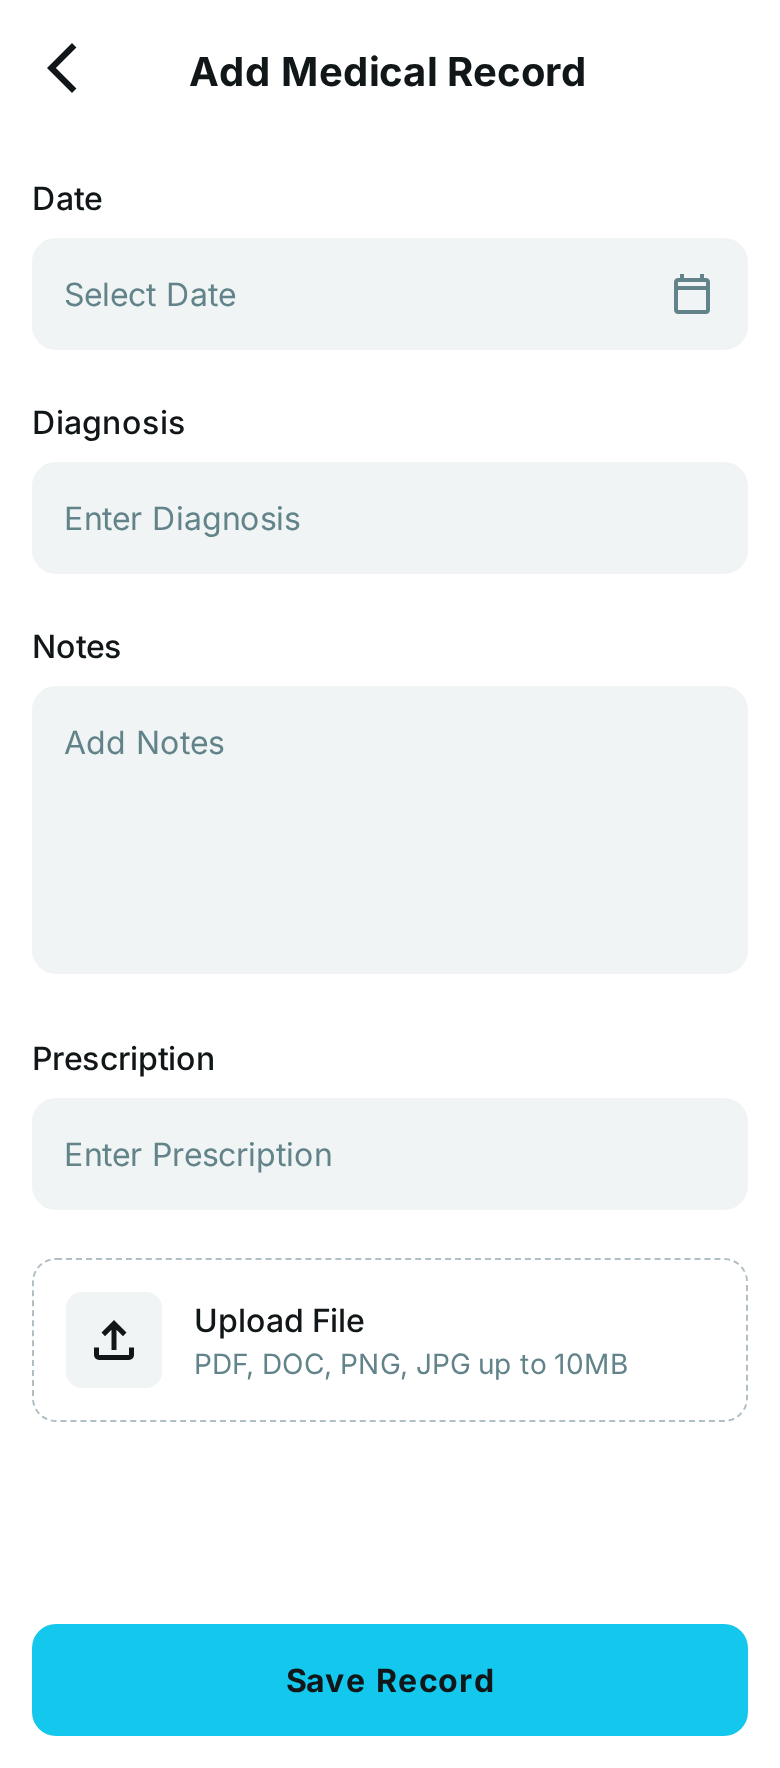 Add Medical Record
Date
Select Date
Diagnosis
Enter Diagnosis
Notes
Add Notes
Prescription
Enter Prescription
Upload File
PDF, DOC, PNG, JPG up to 10MB
Save Record